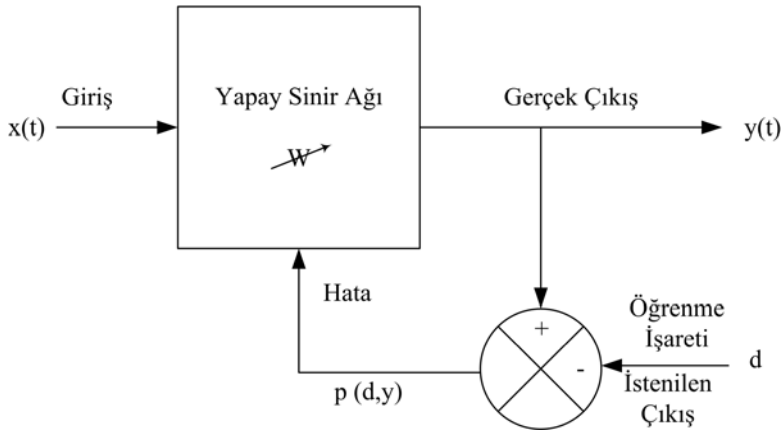 Giriş
x(t)
Yapay Sinir Ağı
W
Gerçek Çıkış
y(t)
Hata
p (d,y)
+
-
Öğrenme
İşareti
d
İstenilen
Çıkış